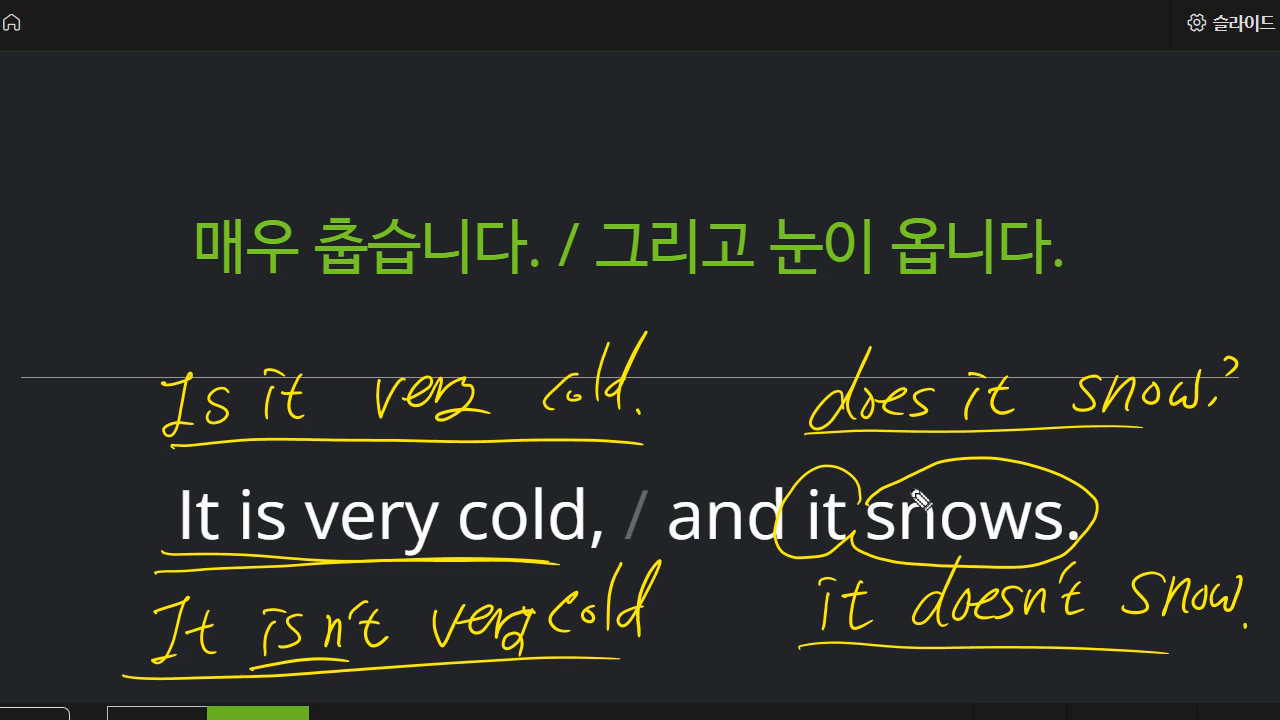 슬라이드
매우 춥습니다. / 그리고 눈이 옵니다.
Is it very cold. does it snow?
It is very cold, / and it snows.
It isn't very cold it doesn't snow.